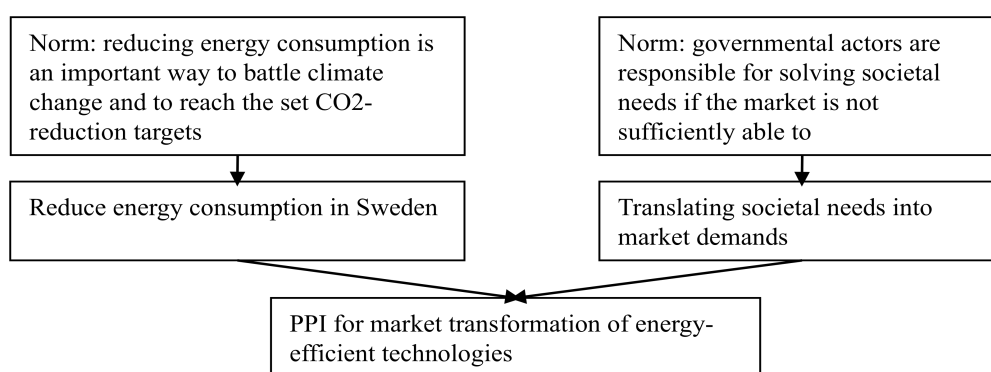 Norm: reducing energy consumption is
an important way to battle climate
change and to reach the set CO2-
reduction targets
Norm: governmental actors are
responsible for solving societal
needs if the market is not
sufficiently able to
Reduce energy consumption in Sweden
Translating societal needs into
market demands
PPI for market transformation of energy-
efficient technologies